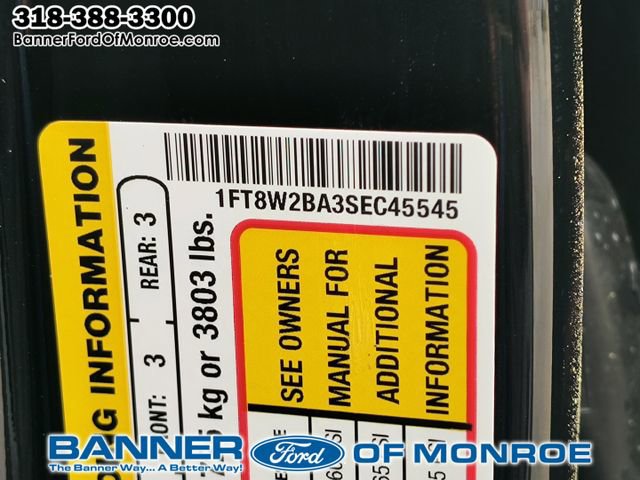 318-388-3300
BannerFordOfMonroe.com
1FT8W2BA3SEC45545
INFORMATION
FRONT: 3 REAR: 3
kg or 3803 lbs.
SEE OWNERS
MANUAL FOR
ADDITIONAL
INFORMATION
BANNER Ford OF MONROE
The Banner Way... A Better Way!